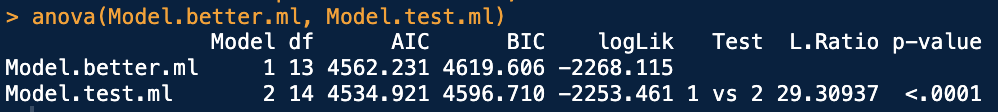 > anova(Model.better.ml, Model.test.ml)
Model df AIC BIC logLik Test L.Ratio p-value
Model.better.ml 1 13 4562.231 4619.606 -2268.115
Model.test.ml 2 14 4534.921 4596.710 -2253.461 1 vs 2 29.30937 <.0001